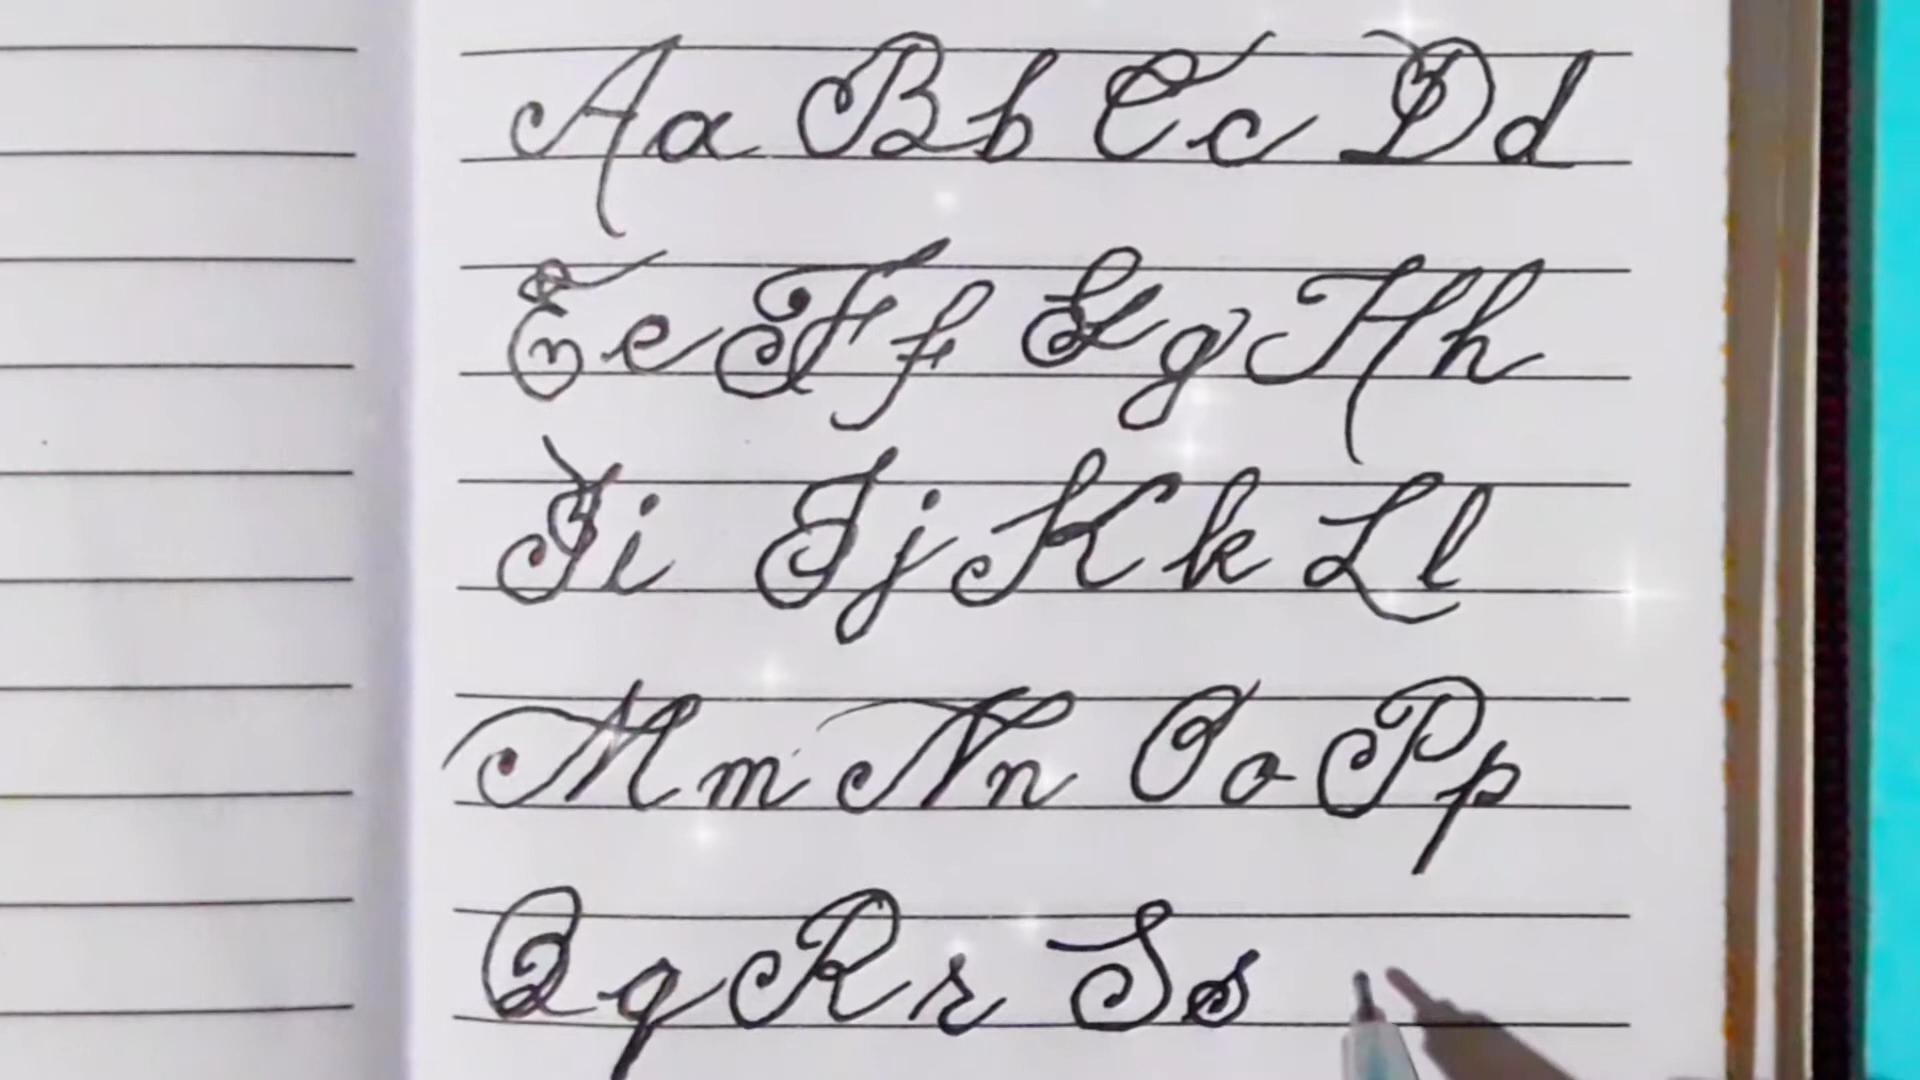 Aa Bb Cc Dd
Ee Ff Gg Hh
Ii Jj Kk Ll
Mm Nn Oo Pp
Qq Rr Ss